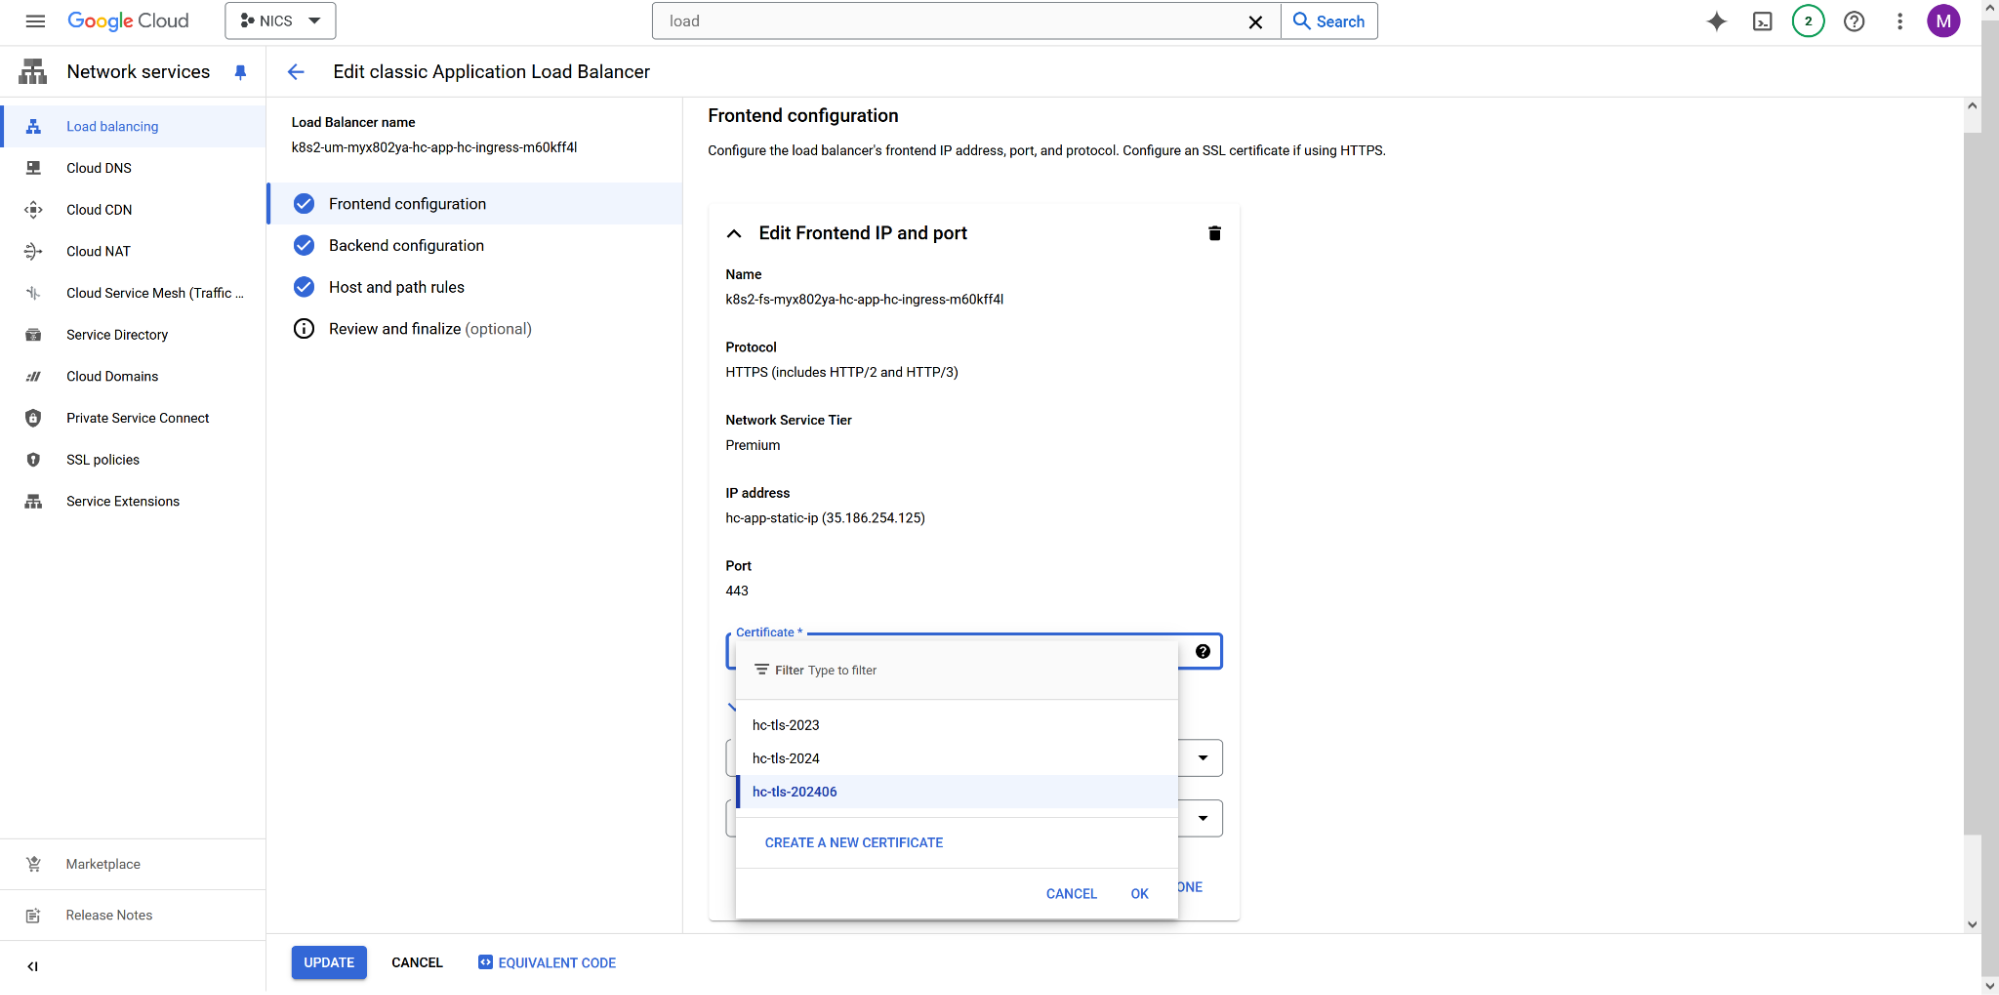 Google Cloud
NICS
load
Search
2
M
Network services
Edit classic Application Load Balancer
Load balancing
Cloud DNS
Cloud CDN
Cloud NAT
Cloud Service Mesh (Traffic ...
Service Directory
Cloud Domains
Private Service Connect
SSL policies
Service Extensions
Marketplace
Release Notes
Load Balancer name
k8s2-um-myx802ya-hc-app-hc-ingress-m60kff4l
Frontend configuration
Backend configuration
Host and path rules
Review and finalize (optional)
Frontend configuration
Configure the load balancer's frontend IP address, port, and protocol. Configure an SSL certificate if using HTTPS.
Edit Frontend IP and port
Name
k8s2-fs-myx802ya-hc-app-hc-ingress-m60kff4l
Protocol
HTTPS (includes HTTP/2 and HTTP/3)
Network Service Tier
Premium
IP address
hc-app-static-ip (35.186.254.125)
Port
443
Certificate *
Filter Type to filter
hc-tls-2023
hc-tls-2024
hc-tls-202406
CREATE A NEW CERTIFICATE
CANCEL
OK
ONE
UPDATE
CANCEL
EQUIVALENT CODE